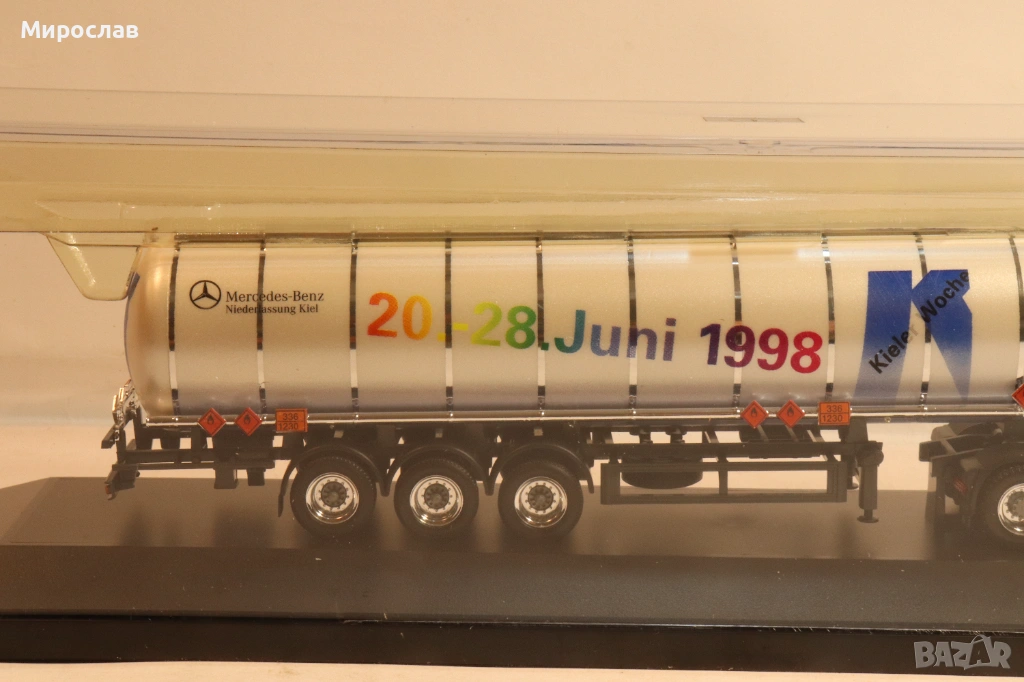 Мирослав
Mercedes-Benz
Niederlassung Kiel
20.-28.Juni 1998
Kieler Woche
336
1230
336
1230
BAZAR